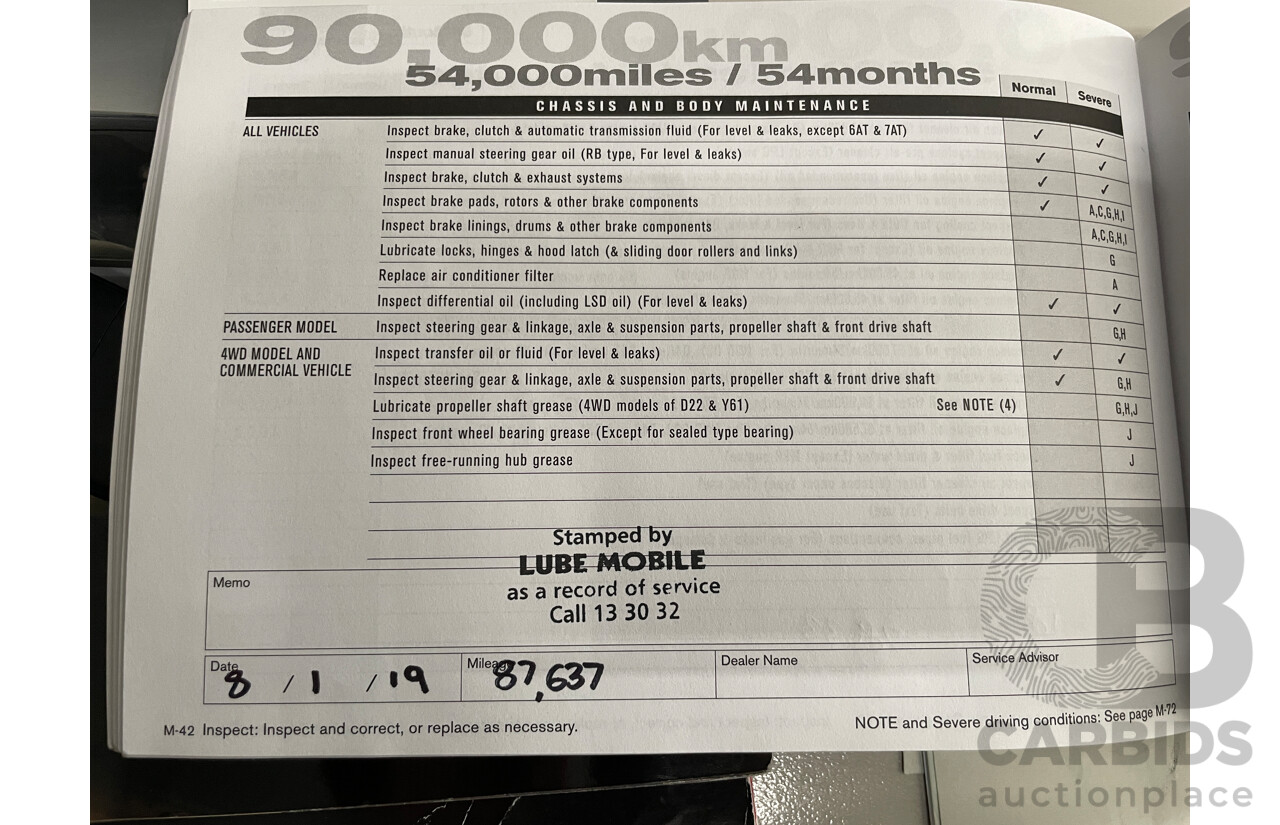 90,000km
54,000miles / 54months
Normal Severe
CHASSIS AND BODY MAINTENANCE
ALL VEHICLES Inspect brake, clutch & automatic transmission fluid (For level & leaks, except 6AT & 7AT) ✓ ✓
Inspect manual steering gear oil (RB type, For level & leaks) ✓ ✓
Inspect brake, clutch & exhaust systems ✓ ✓
Inspect brake pads, rotors & other brake components ✓ A,C,G,H,I
Inspect brake linings, drums & other brake components A,C,G,H,I
Lubricate locks, hinges & hood latch (& sliding door rollers and links) G
Replace air conditioner filter A
Inspect differential oil (including LSD oil) (For level & leaks) ✓ ✓
PASSENGER MODEL Inspect steering gear & linkage, axle & suspension parts, propeller shaft & front drive shaft G,H
4WD MODEL AND Inspect transfer oil or fluid (For level & leaks) ✓ ✓
COMMERCIAL VEHICLE Inspect steering gear & linkage, axle & suspension parts, propeller shaft & front drive shaft ✓ G,H
Lubricate propeller shaft grease (4WD models of D22 & Y61) See NOTE (4) G,H,J
Inspect front wheel bearing grease (Except for sealed type bearing) J
Inspect free-running hub grease J
Stamped by
LUBE MOBILE
as a record of service
Call 13 30 32
Memo
Date Mileage Dealer Name Service Advisor
8 / 1 / 19 87,637
M-42 Inspect: Inspect and correct, or replace as necessary. NOTE and Severe driving conditions: See page M-72
CB
CARBIDS
auctionplace